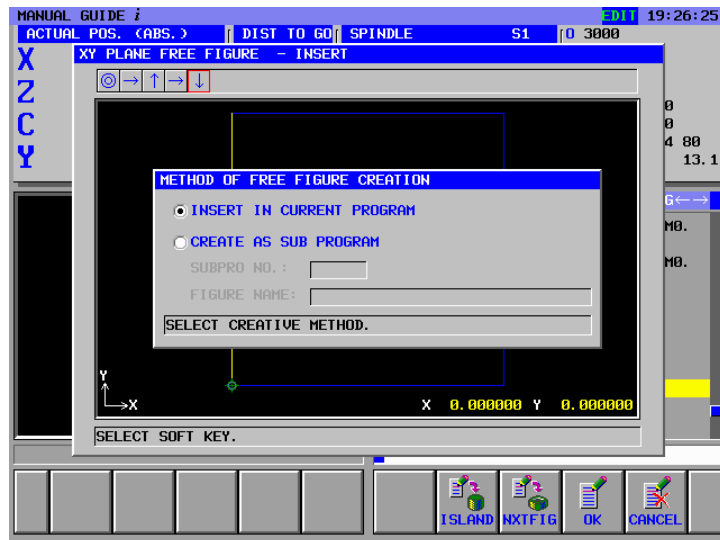 MANUAL GUIDE i EDIT 19:26:25
ACTUAL POS. (ABS.) DIST TO GO SPINDLE S1 O 3000
XY PLANE FREE FIGURE - INSERT
X
Z
C
Y
◎ → ↑ → ↓
0
0
4 80
13.1
METHOD OF FREE FIGURE CREATION
G←→
INSERT IN CURRENT PROGRAM
M0.
CREATE AS SUB PROGRAM
M0.
SUBPRO NO.:
FIGURE NAME:
SELECT CREATIVE METHOD.
Y
X
X 0.000000 Y 0.000000
SELECT SOFT KEY.
ISLAND NXTFIG OK CANCEL